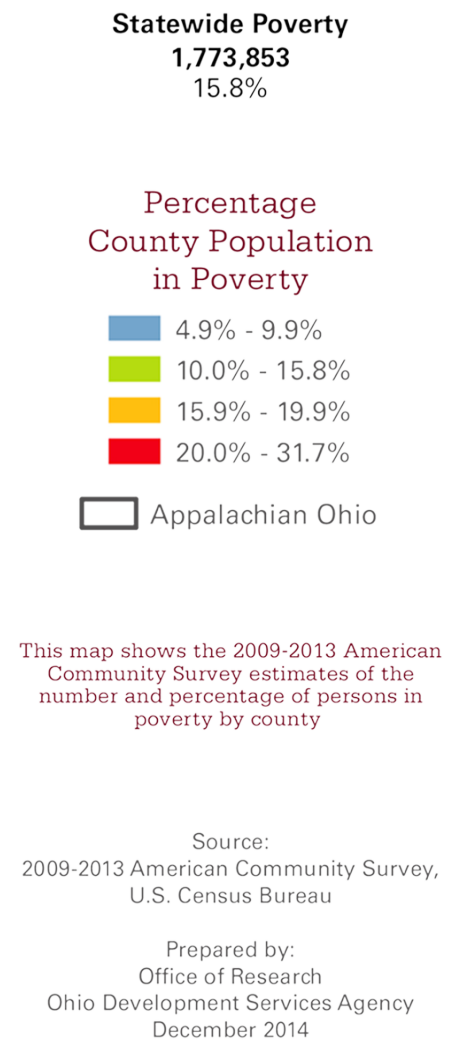 Statewide Poverty
1,773,853
15.8%
Percentage
County Population
in Poverty
4.9% - 9.9%
10.0% - 15.8%
15.9% - 19.9%
20.0% - 31.7%
Appalachian Ohio
This map shows the 2009-2013 American
Community Survey estimates of the
number and percentage of persons in
poverty by county
Source:
2009-2013 American Community Survey,
U.S. Census Bureau
Prepared by:
Office of Research
Ohio Development Services Agency
December 2014